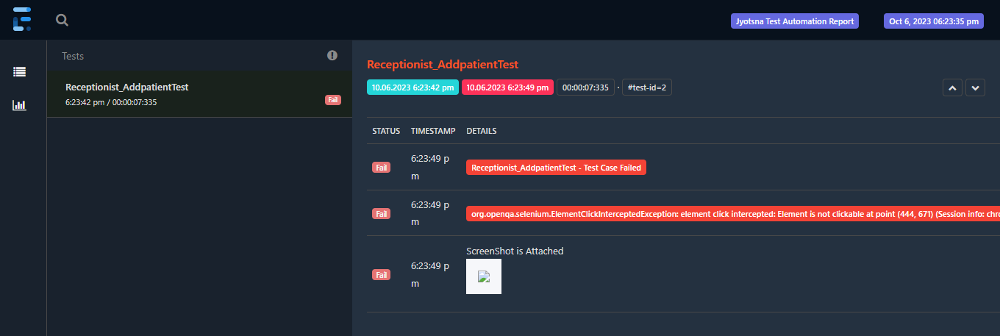 Jyotsna Test Automation Report
Oct 6, 2023 06:23:35 pm
Tests
Receptionist_AddpatientTest
6:23:42 pm / 00:00:07:335
Fail
Receptionist_AddpatientTest
10.06.2023 6:23:42 pm 10.06.2023 6:23:49 pm 00:00:07:335 · #test-id=2
STATUS TIMESTAMP DETAILS
Fail 6:23:49 p
m
Receptionist_AddpatientTest - Test Case Failed
Fail 6:23:49 p
m
org.openqa.selenium.ElementClickInterceptedException: element click intercepted: Element is not clickable at point (444, 671) (Session info: chro
ScreenShot is Attached
Fail 6:23:49 p
m